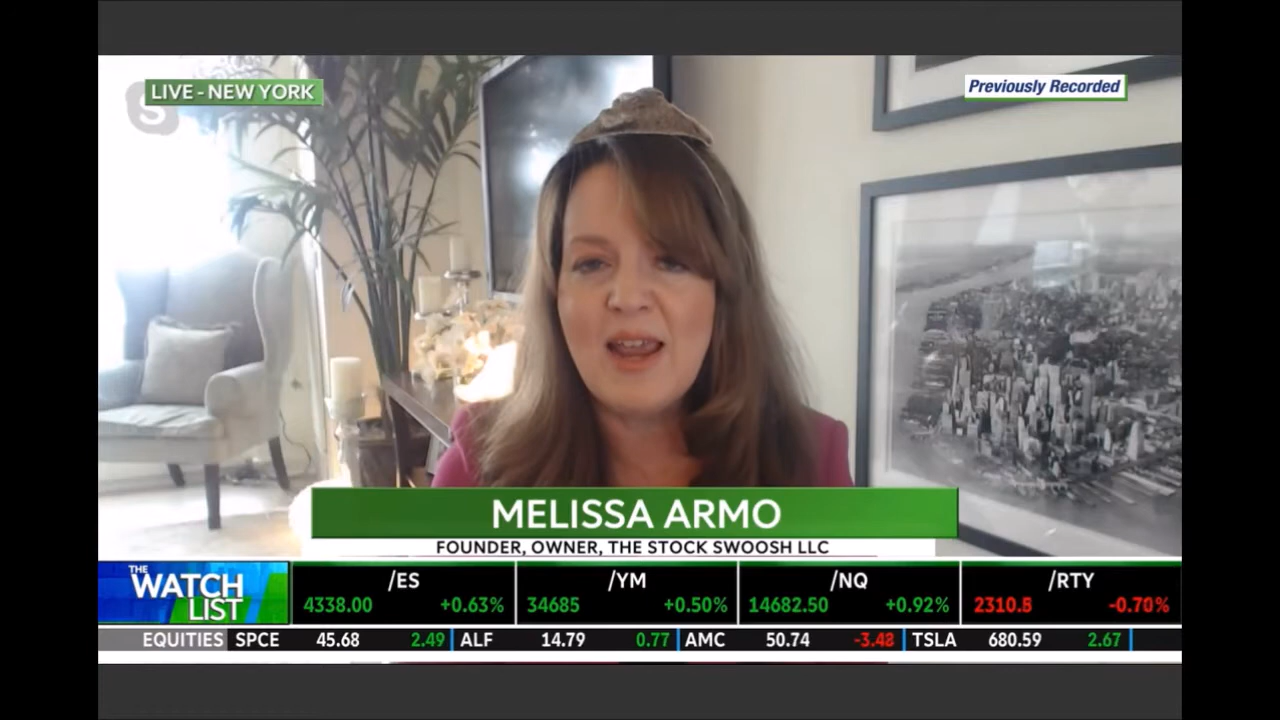 LIVE - NEW YORK
S
Previously Recorded
MELISSA ARMO
FOUNDER, OWNER, THE STOCK SWOOSH LLC
THE WATCH LIST
/ES
4338.00 +0.63%
/YM
34685 +0.50%
/NQ
14682.50 +0.92%
/RTY
2310.5 -0.70%
EQUITIES SPCE 45.68 2.49 ALF 14.79 0.77 AMC 50.74 -3.48 TSLA 680.59 2.67